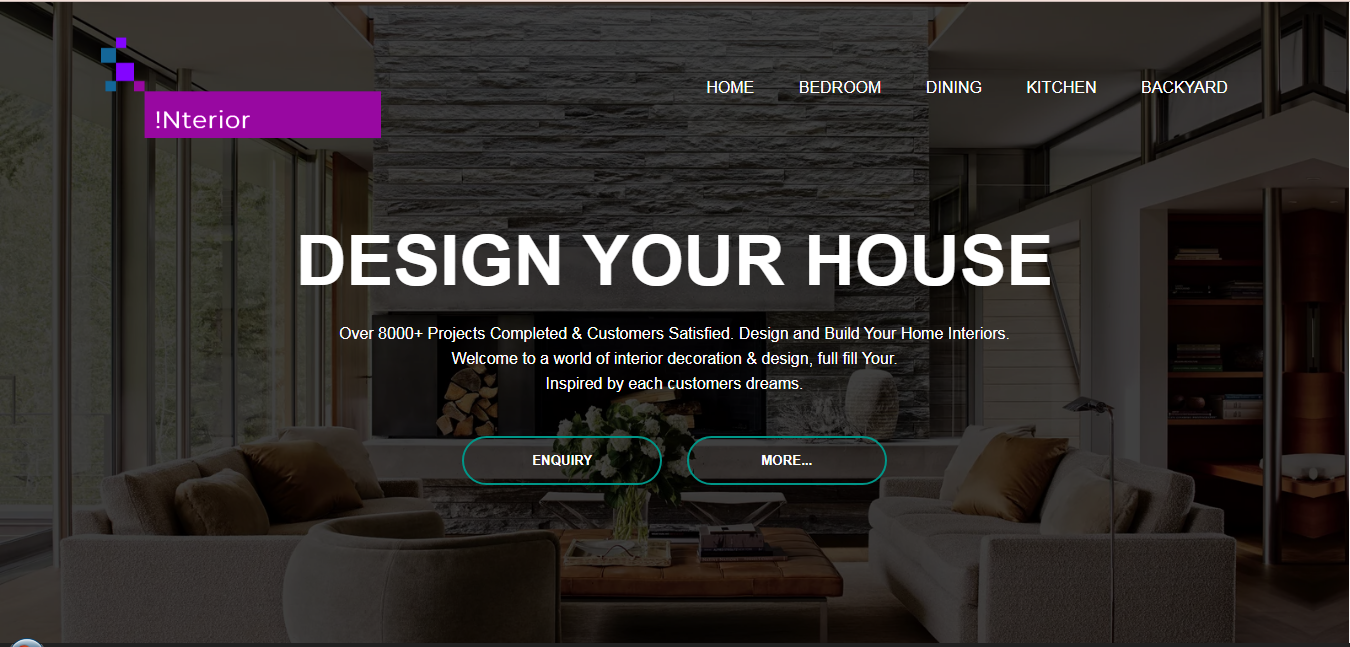 !Nterior
HOME BEDROOM DINING KITCHEN BACKYARD
DESIGN YOUR HOUSE
Over 8000+ Projects Completed & Customers Satisfied. Design and Build Your Home Interiors.
Welcome to a world of interior decoration & design, full fill Your.
Inspired by each customers dreams.
ENQUIRY MORE...